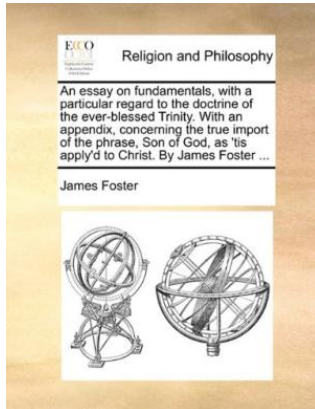 ECCO
Religion and Philosophy
An essay on fundamentals, with a
particular regard to the doctrine of
the ever-blessed Trinity. With an
appendix, concerning the true import
of the phrase, Son of God, as 'tis
apply'd to Christ. By James Foster ...
James Foster